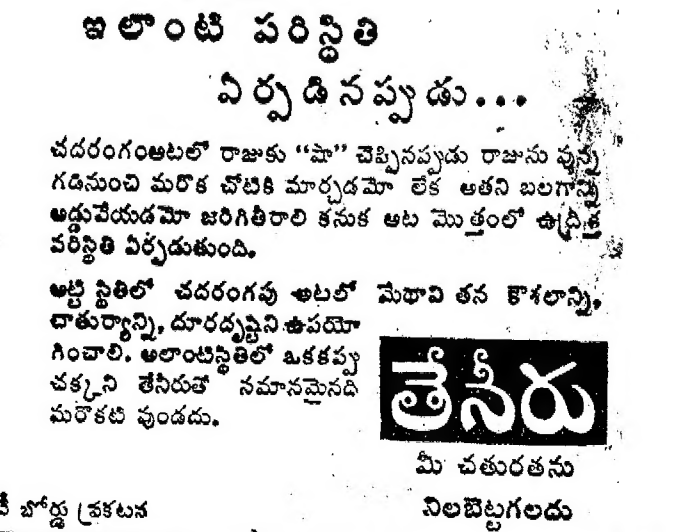 ఇలాంటి పరిస్థితి
ఏర్పడినప్పుడు...
చదరంగంఆటలో రాజుకు “షా” చెప్పినప్పుడు రాజును వున్న
గడినుంచి మరొక చోటికి మార్చడమో లేక అతని బలగాన్ని
అడ్డువేయడమో జరిగితీరాలి కనుక ఆట మొత్తంలో ఉద్రిక్త
పరిస్థితి ఏర్పడుతుంది.
అట్టి స్థితిలో చదరంగపు ఆటలో మేధావి తన కౌశలాన్ని,
చాతుర్యాన్ని, దూరదృష్టిని ఉపయో
గించాలి. అలాంటిస్థితిలో ఒకకప్పు
చక్కని తేనీరుతో సమానమైనది
మరొకటి వుండదు.
తేనీరు
మీ చతురతను
నిలబెట్టగలదు
టీ బోర్డు ప్రకటన